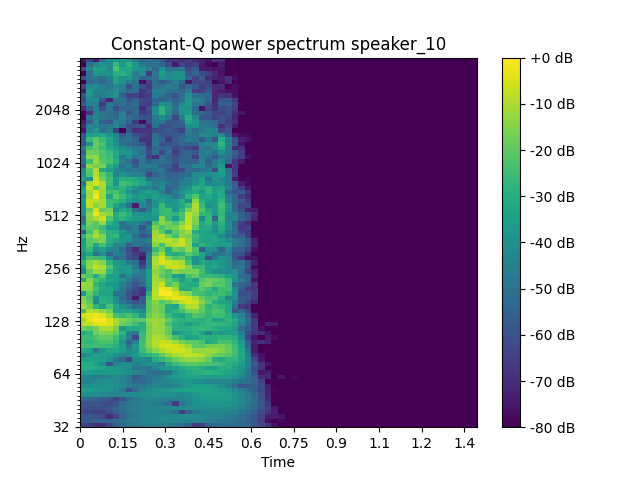 Constant-Q power spectrum speaker_10
Hz
2048
1024
512
256
128
64
32
0 0.15 0.3 0.45 0.6 0.75 0.9 1.1 1.2 1.4
Time
+0 dB
-10 dB
-20 dB
-30 dB
-40 dB
-50 dB
-60 dB
-70 dB
-80 dB